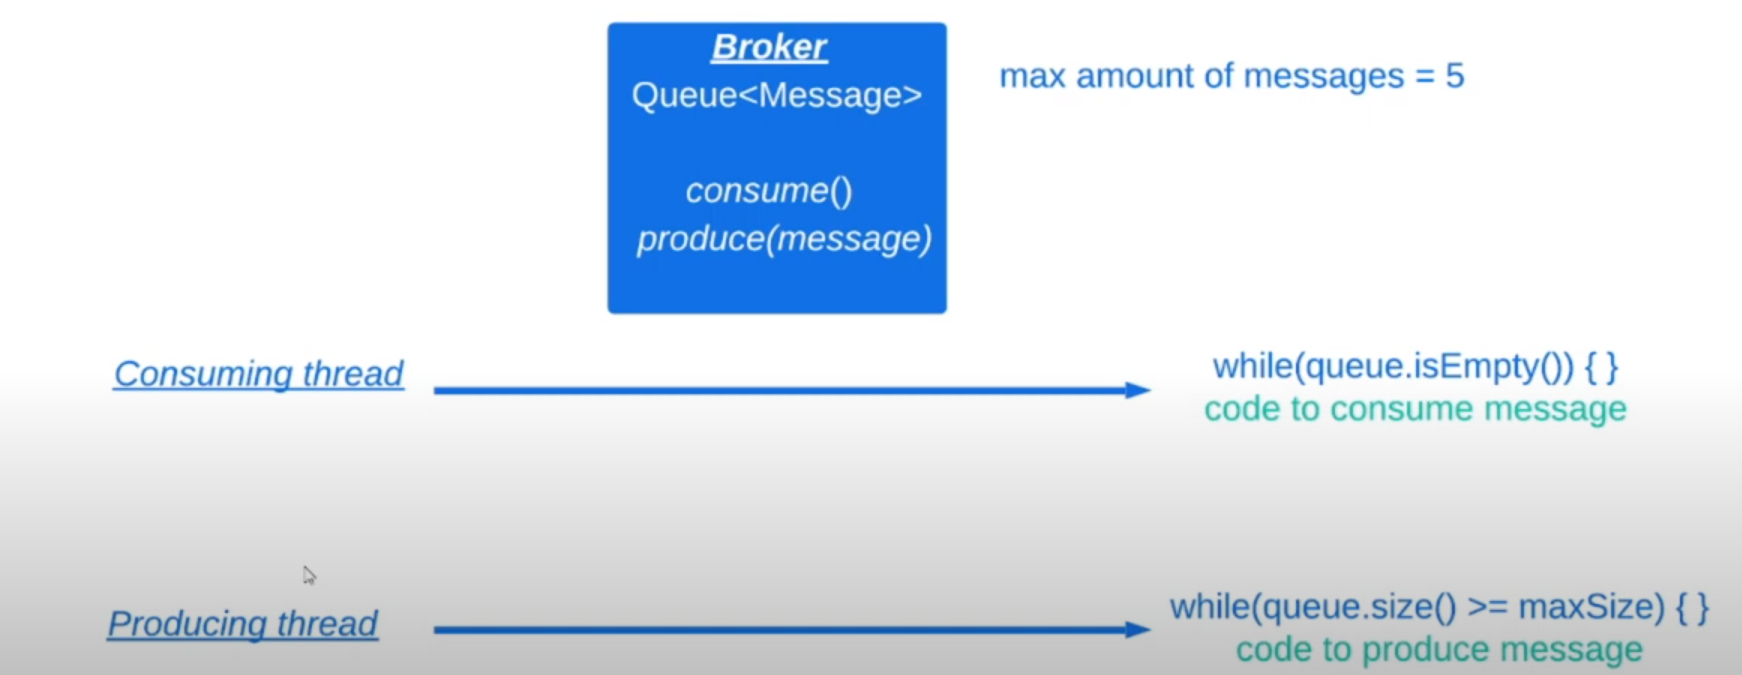 Broker
Queue<Message>
max amount of messages = 5
consume()
produce(message)
Consuming thread
while(queue.isEmpty()) { }
code to consume message
Producing thread
while(queue.size() >= maxSize) { }
code to produce message